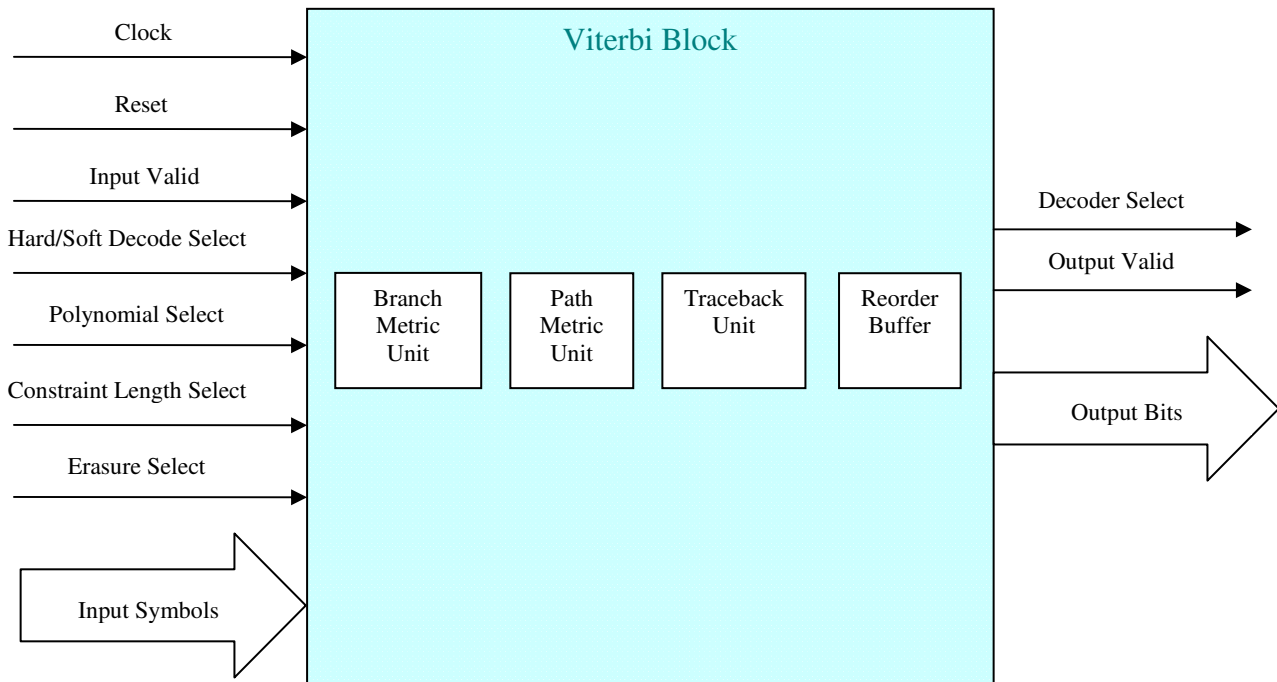 Viterbi Block
Clock
Reset
Input Valid
Hard/Soft Decode Select
Polynomial Select
Constraint Length Select
Erasure Select
Input Symbols
Branch
Metric
Unit
Path
Metric
Unit
Traceback
Unit
Reorder
Buffer
Decoder Select
Output Valid
Output Bits